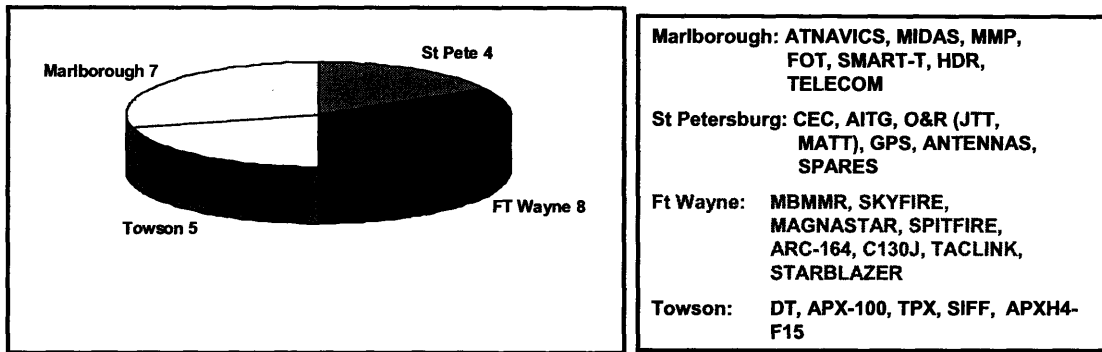 St Pete 4
Marlborough 7
FT Wayne 8
Towson 5
Marlborough: ATNAVICS, MIDAS, MMP,
FOT, SMART-T, HDR,
TELECOM
St Petersburg: CEC, AITG, O&R (JTT,
MATT), GPS, ANTENNAS,
SPARES
Ft Wayne: MBMMR, SKYFIRE,
MAGNASTAR, SPITFIRE,
ARC-164, C130J, TACLINK,
STARBLAZER
Towson: DT, APX-100, TPX, SIFF, APXH4-
F15